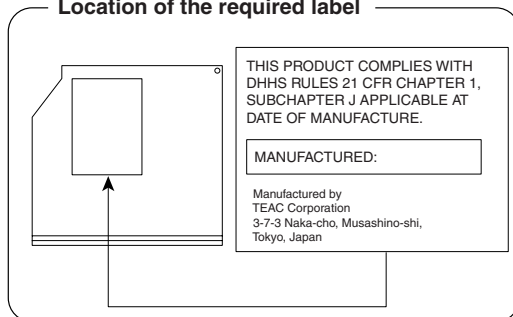 Location of the required label
THIS PRODUCT COMPLIES WITH
DHHS RULES 21 CFR CHAPTER 1,
SUBCHAPTER J APPLICABLE AT
DATE OF MANUFACTURE.
MANUFACTURED:
Manufactured by
TEAC Corporation
3-7-3 Naka-cho, Musashino-shi,
Tokyo, Japan